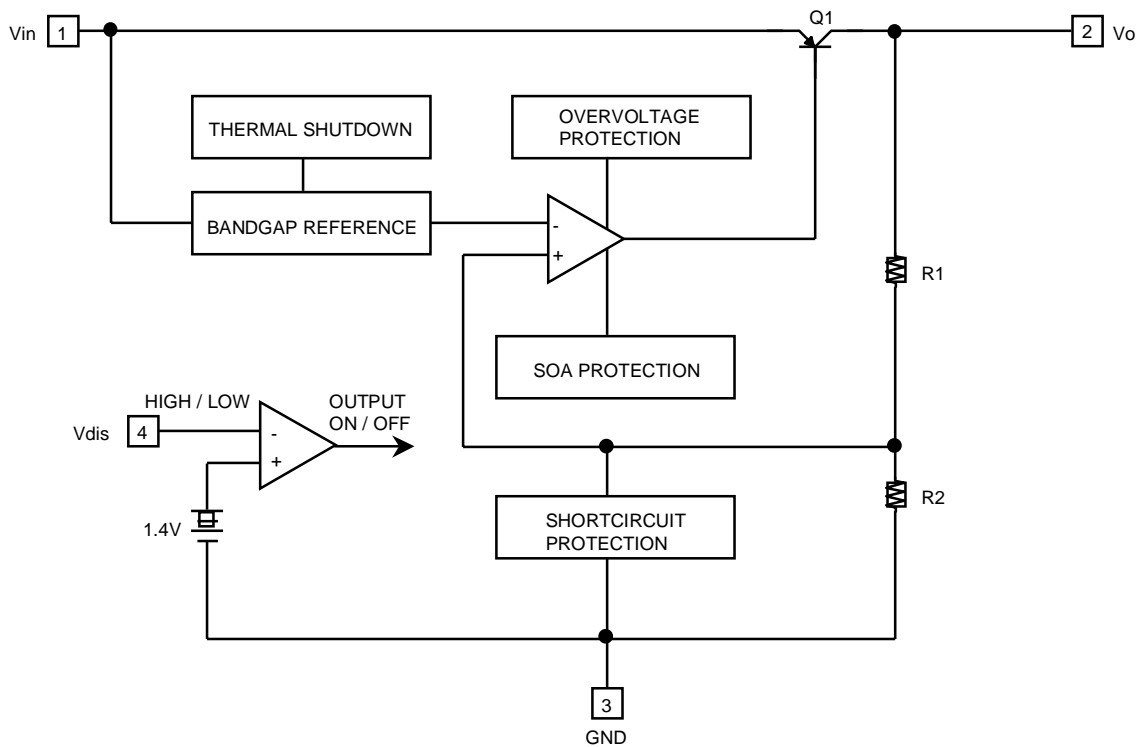 Q1
Vin 1
2 Vo
THERMAL SHUTDOWN
OVERVOLTAGE
PROTECTION
BANDGAP REFERENCE
-
+
R1
SOA PROTECTION
HIGH / LOW
OUTPUT
ON / OFF
Vdis 4
-
+
1.4V
R2
SHORTCIRCUIT
PROTECTION
3
GND